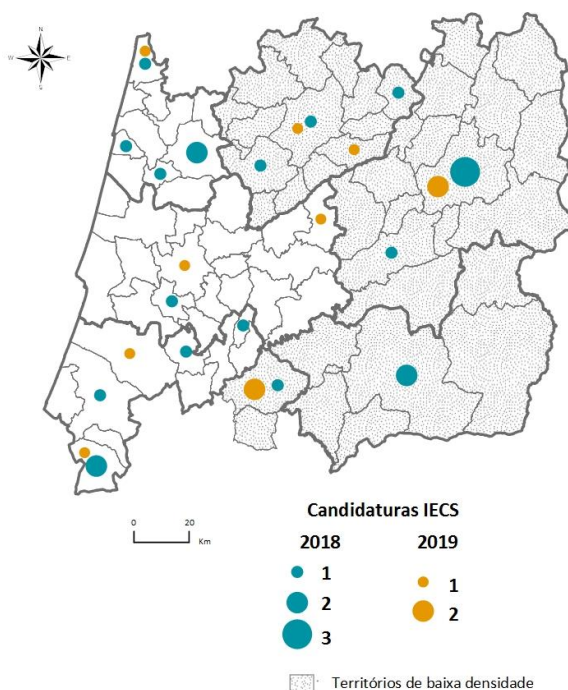 N
W E
S
0 20
Km
Candidaturas IECS
2018 2019
1 1
2 2
3
Territórios de baixa densidade